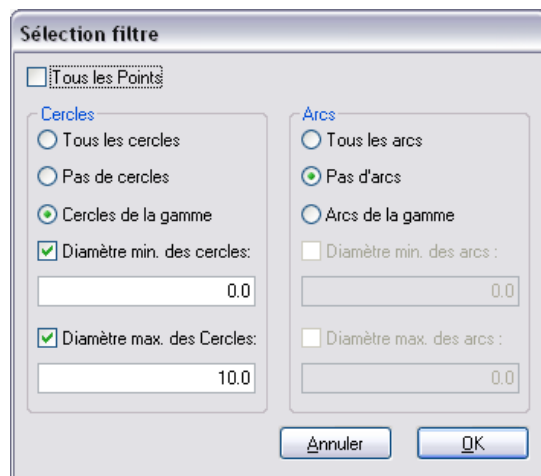 Sélection filtre
Tous les Points
Cercles
Tous les cercles
Pas de cercles
Cercles de la gamme
Diamètre min. des cercles:
0.0
Diamètre max. des Cercles:
10.0
Arcs
Tous les arcs
Pas d'arcs
Arcs de la gamme
Diamètre min. des arcs :
0.0
Diamètre max. des arcs :
0.0
Annuler
OK